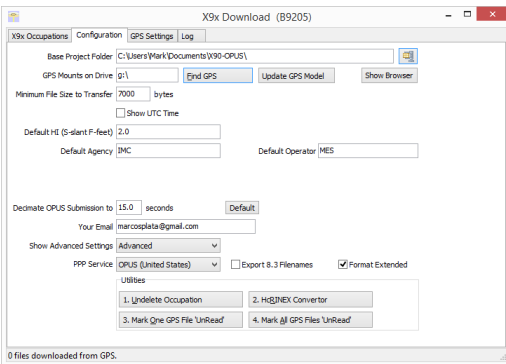 X9x Download (B9205)
X9x Occupations Configuration GPS Settings Log
Base Project Folder C:\Users\Mark\Documents\X90-OPUS\
GPS Mounts on Drive g:\ Find GPS Update GPS Model Show Browser
Minimum File Size to Transfer 7000 bytes
Show UTC Time
Default HI (S-slant F-feet) 2.0
Default Agency IMC Default Operator MES
Decimate OPUS Submission to 15.0 seconds Default
Your Email marcosplata@gmail.com
Show Advanced Settings Advanced
PPP Service OPUS (United States) Export 8.3 Filenames Format Extended
Utilities
1. Undelete Occupation 2. HcRINEX Convertor
3. Mark One GPS File 'UnRead' 4. Mark All GPS Files 'UnRead'
0 files downloaded from GPS.